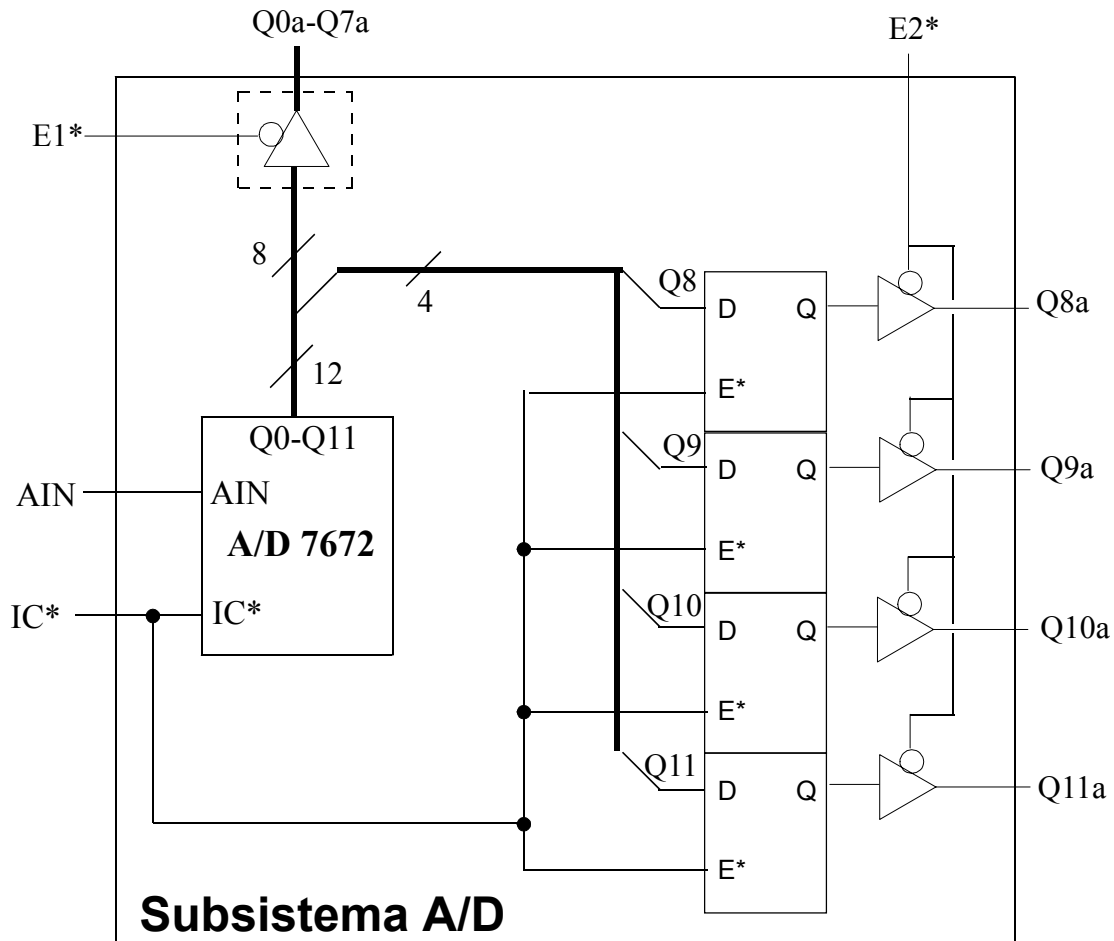 Q0a-Q7a
E2*
E1*
8
4
12
Q0-Q11
AIN
AIN
A/D 7672
IC*
IC*
Q8
D
Q
E*
Q8a
Q9
D
Q
E*
Q9a
Q10
D
Q
E*
Q10a
Q11
D
Q
E*
Q11a
Subsistema A/D